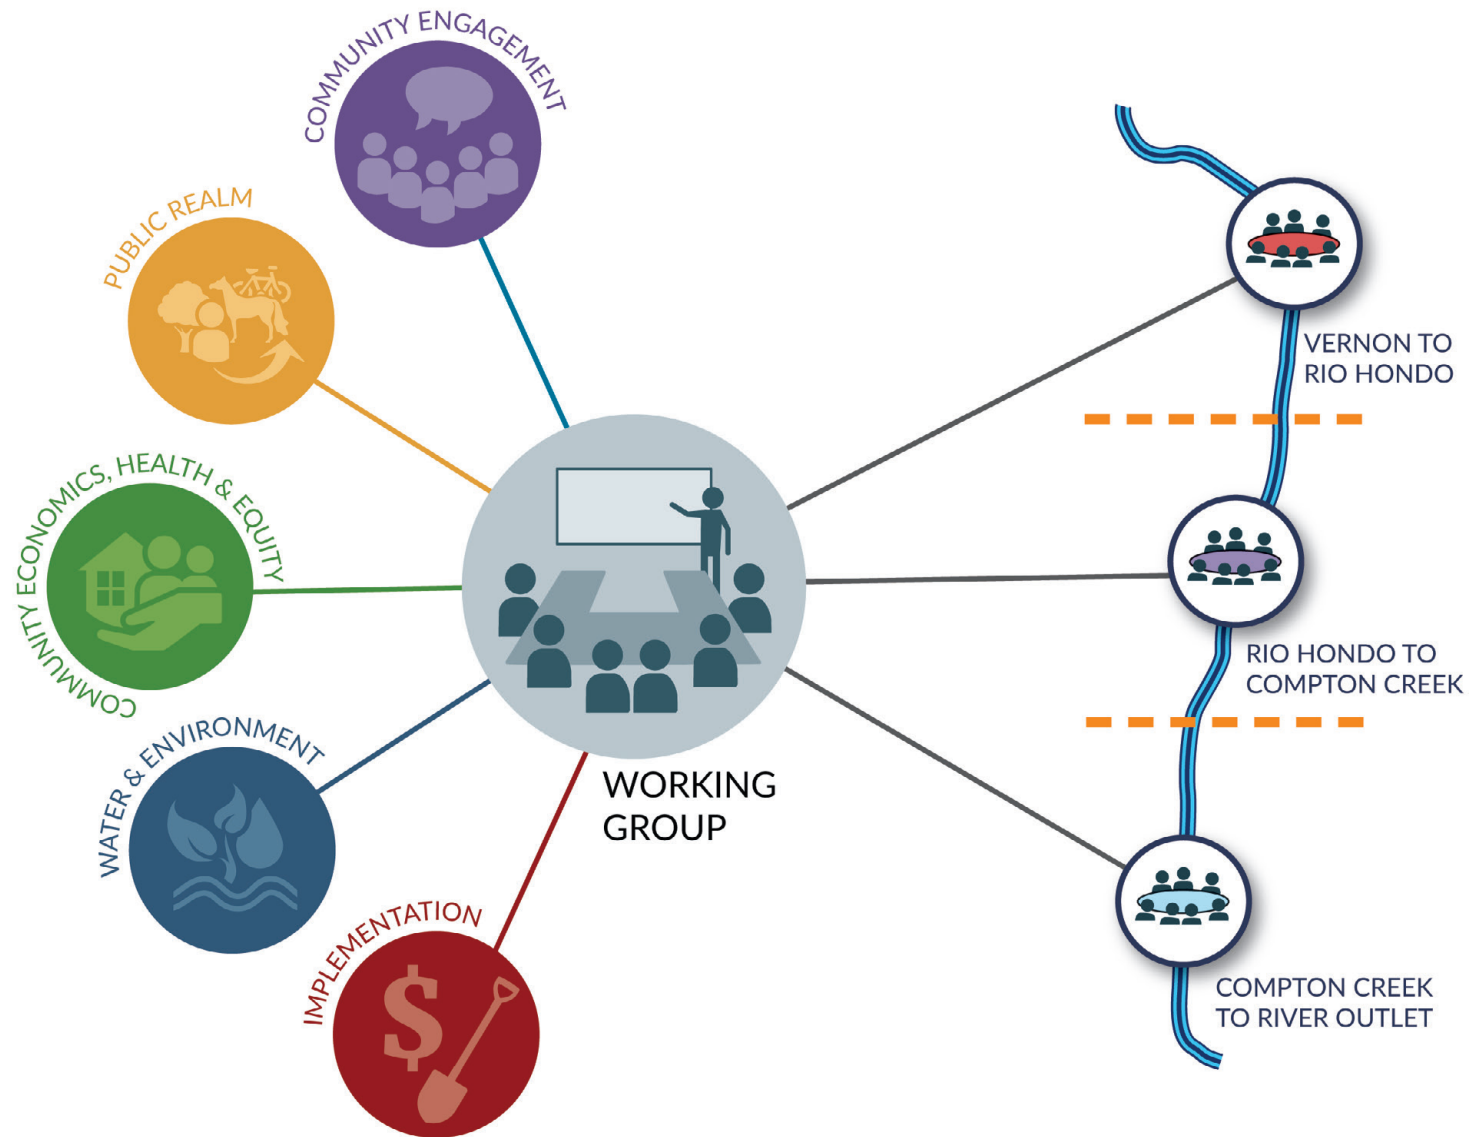 COMMUNITY ENGAGEMENT
PUBLIC REALM
COMMUNITY ECONOMICS, HEALTH & EQUITY
WATER & ENVIRONMENT
IMPLEMENTATION
$
WORKING
GROUP
VERNON TO
RIO HONDO
RIO HONDO TO
COMPTON CREEK
COMPTON CREEK
TO RIVER OUTLET